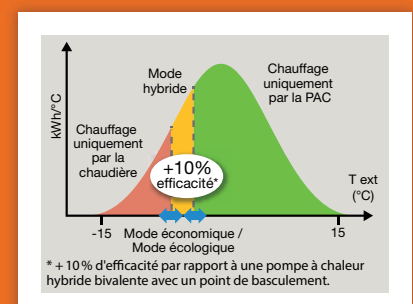 kWh/°C
Mode
hybride
Chauffage
uniquement
par la PAC
Chauffage
uniquement
par la
chaudière
+10%
efficacité*
T ext
(°C)
-15
Mode économique /
Mode écologique
15
* + 10 % d'efficacité par rapport à une pompe à chaleur
hybride bivalente avec un point de basculement.